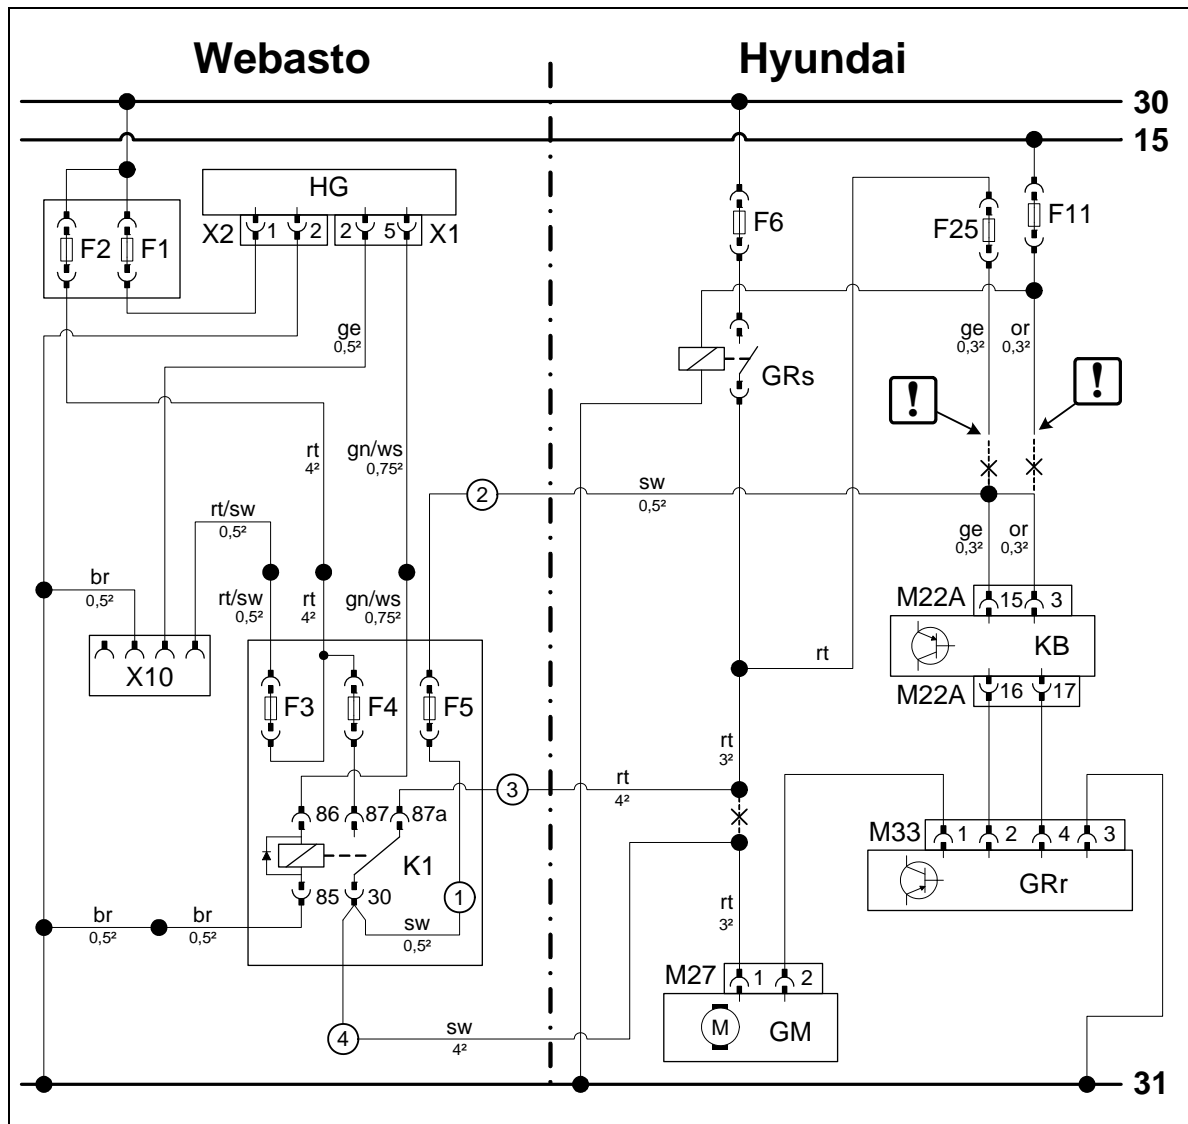 Webasto
Hyundai
30
15
HG
X2
1
2
2
5
X1
F2
F1
F6
F25
F11
ge
0,5²
GRs
ge
0,3²
or
0,3²
!
!
rt
4²
gn/ws
0,75²
2
sw
0,5²
rt/sw
0,5²
br
0,5²
rt/sw
0,5²
rt
4²
gn/ws
0,75²
ge
0,3²
or
0,3²
M22A
15
3
KB
X10
rt
M22A
16
17
F3
F4
F5
rt
3²
3
rt
4²
86
87
87a
K1
M33
1
2
4
3
GRr
85
30
1
br
0,5²
br
0,5²
sw
0,5²
rt
3²
M27
1
2
M
GM
4
sw
4²
31